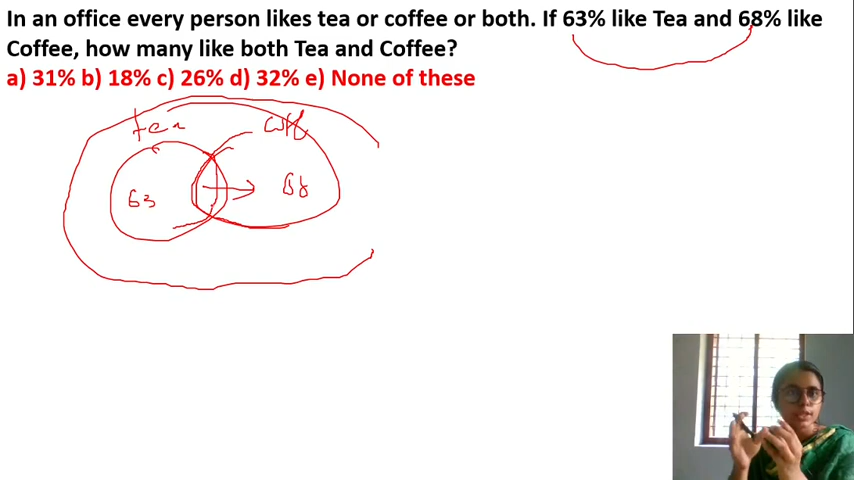 In an office every person likes tea or coffee or both. If 63% like Tea and 68% like
Coffee, how many like both Tea and Coffee?
a) 31% b) 18% c) 26% d) 32% e) None of these
63
68